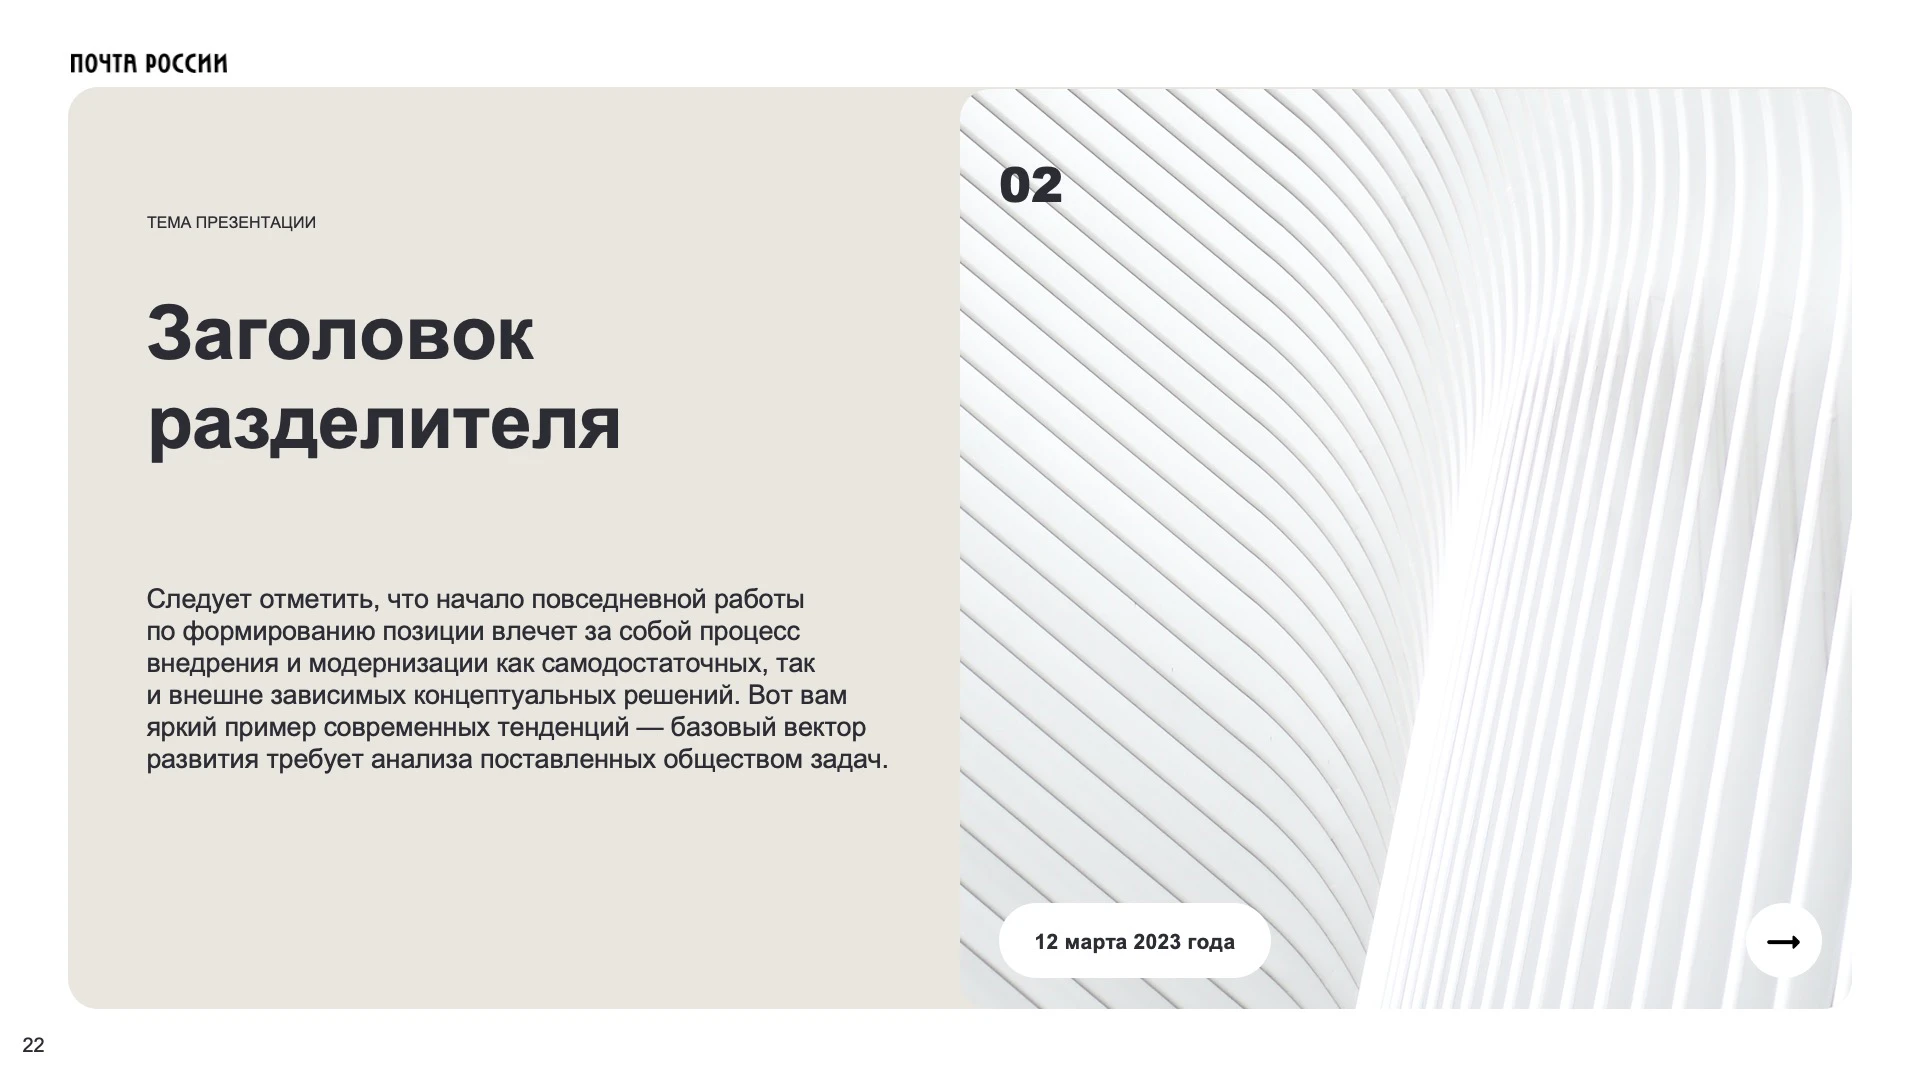 ПОЧТА РОССИИ
02
ТЕМА ПРЕЗЕНТАЦИИ
Заголовок
разделителя
Следует отметить, что начало повседневной работы
по формированию позиции влечет за собой процесс
внедрения и модернизации как самодостаточных, так
и внешне зависимых концептуальных решений. Вот вам
яркий пример современных тенденций — базовый вектор
развития требует анализа поставленных обществом задач.
12 марта 2023 года
22